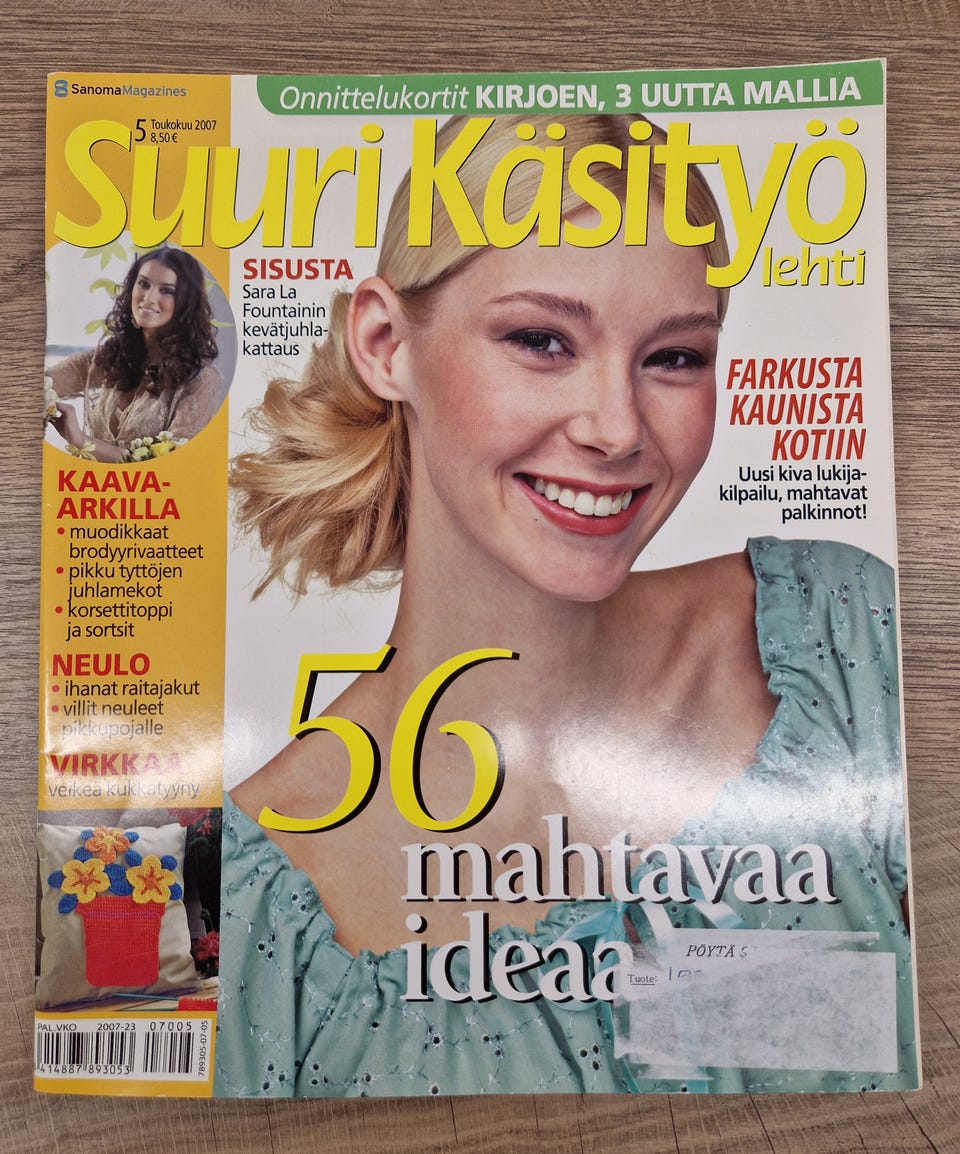 SanomaMagazines
Onnittelukortit KIRJOEN, 3 UUTTA MALLIA
5 Toukokuu 2007
8,50 €
Suuri Käsityö
lehti
SISUSTA
Sara La
Fountainin
kevätjuhla-
kattaus
FARKUSTA
KAUNISTA
KOTIIN
Uusi kiva lukija-
kilpailu, mahtavat
palkinnot!
KAAVA-
ARKILLA
• muodikkaat
brodyyrivaatteet
• pikku tyttöjen
juhlamekot
• korsettitoppi
ja sortsit
NEULO
• ihanat raitajakut
• villit neuleet
pikkupojalle
VIRKKAA
veikeä kukkatyyny
56
mahtavaa
ideaa
PÖYTÄ
Tuote:
PAL.VKO 2007-23 07005
414887 893053
789305-07-05